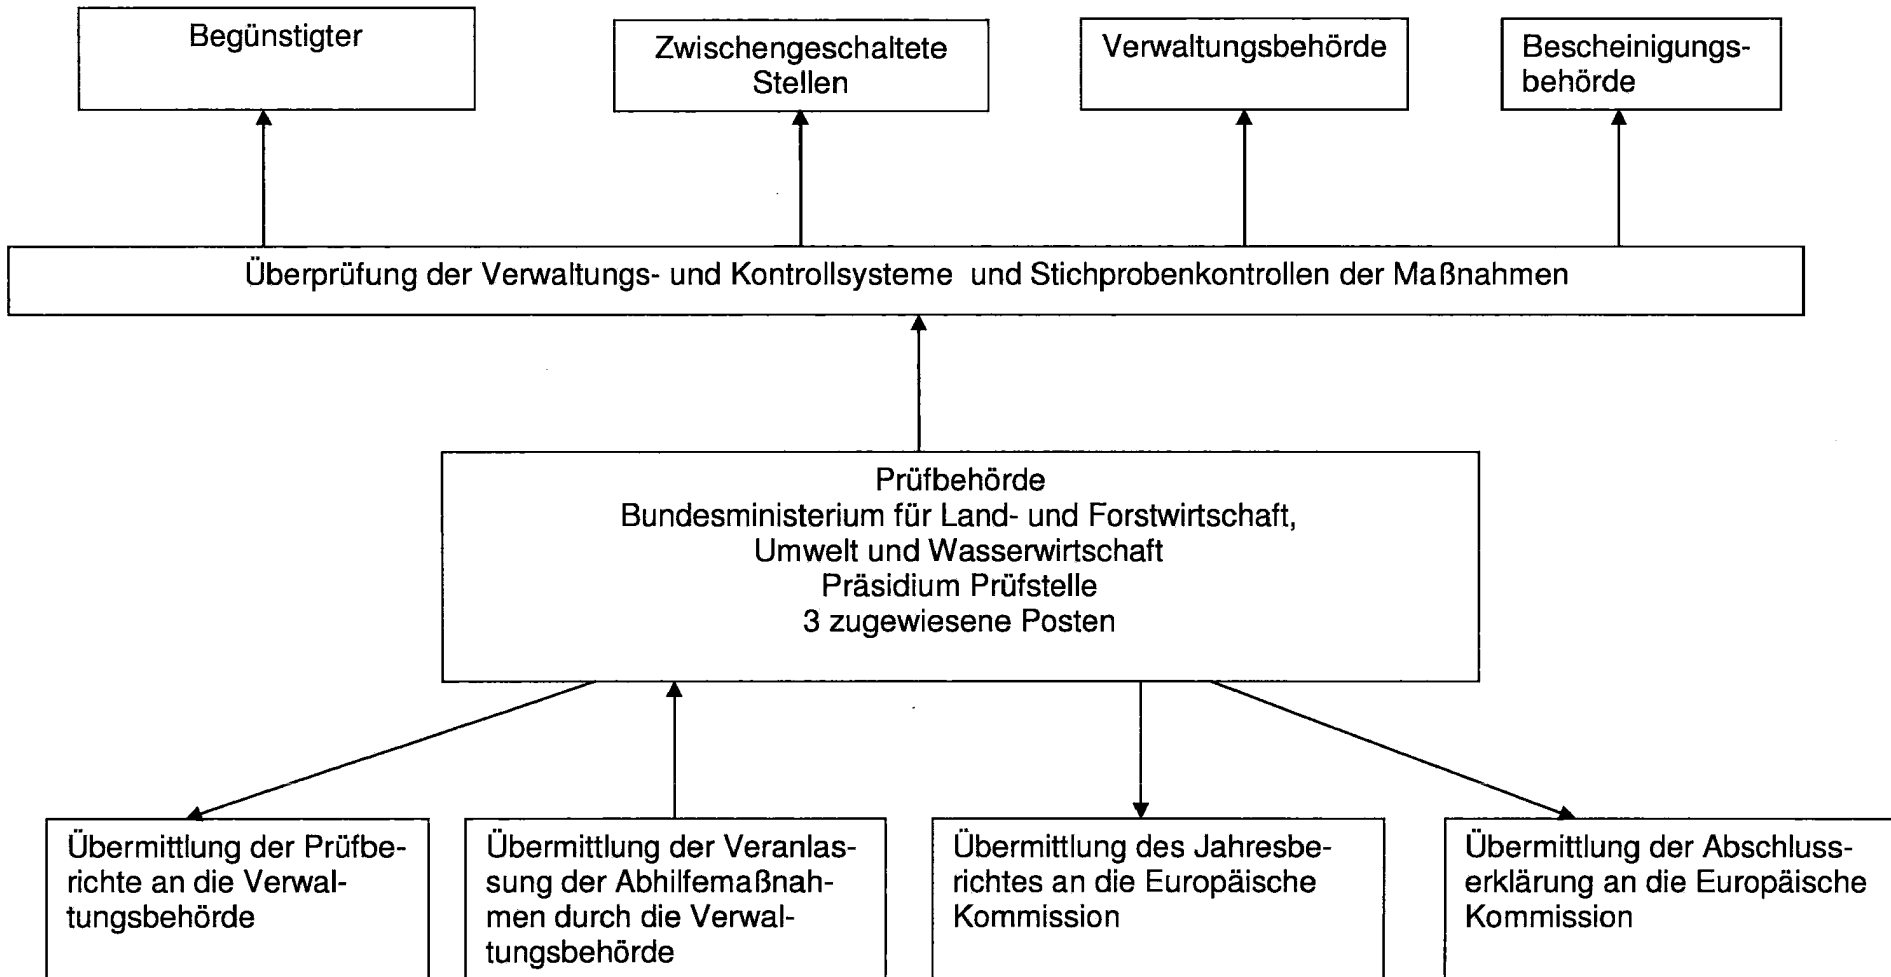 Begünstigter
Zwischengeschaltete
Stellen
Verwaltungsbehörde
Bescheinigungs-
behörde
Überprüfung der Verwaltungs- und Kontrollsysteme und Stichprobenkontrollen der Maßnahmen
Prüfbehörde
Bundesministerium für Land- und Forstwirtschaft,
Umwelt und Wasserwirtschaft
Präsidium Prüfstelle
3 zugewiesene Posten
Übermittlung der Prüfbe-
richte an die Verwal-
tungsbehörde
Übermittlung der Veranlas-
sung der Abhilfemaßnah-
men durch die Verwal-
tungsbehörde
Übermittlung des Jahresbe-
richtes an die Europäische
Kommission
Übermittlung der Abschluss-
erklärung an die Europäische
Kommission